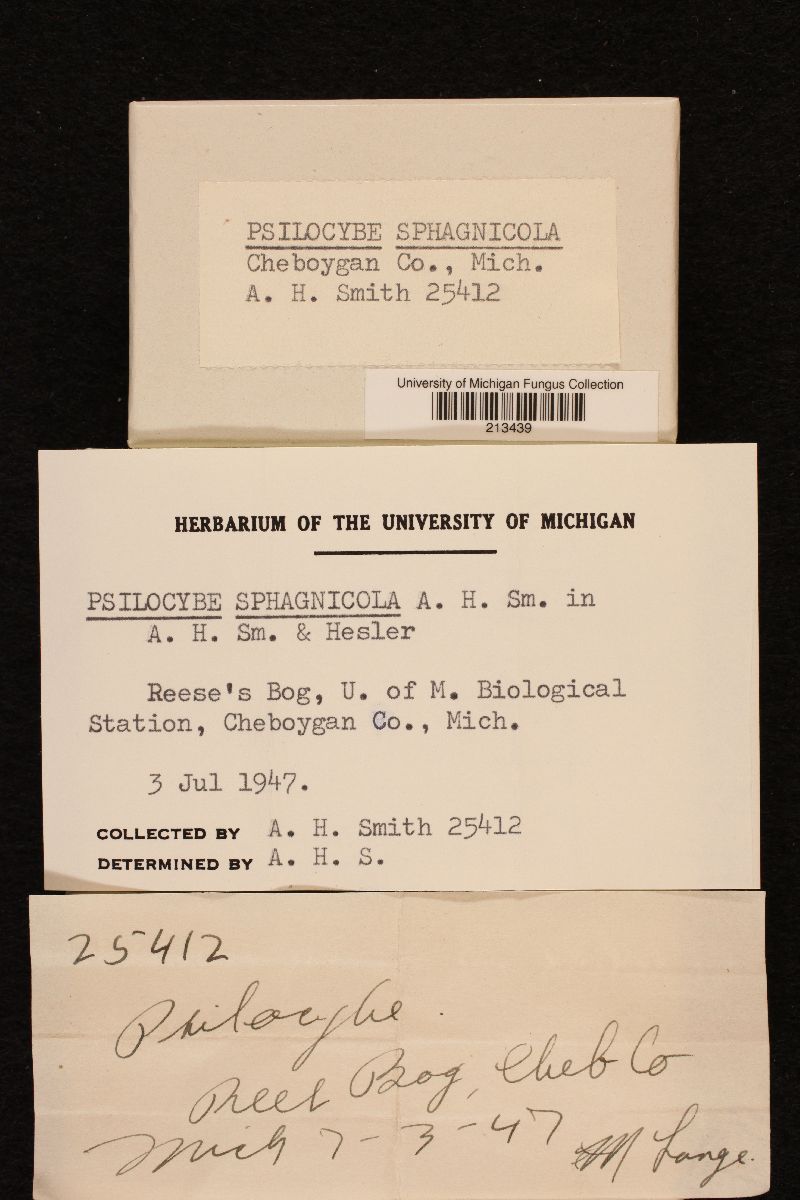 PSILOCYBE SPHAGNICOLA
Cheboygan Co., Mich.
A. H. Smith 25412
University of Michigan Fungus Collection
213439
HERBARIUM OF THE UNIVERSITY OF MICHIGAN
PSILOCYBE SPHAGNICOLA A. H. Sm. in
A. H. Sm. & Hesler
Reese's Bog, U. of M. Biological
Station, Cheboygan Co., Mich.
3 Jul 1947.
COLLECTED BY A. H. Smith 25412
DETERMINED BY A. H. S.
25412
Psilocybe.
Bog, Cheb Co
Mich 7-3-47 M Lange.